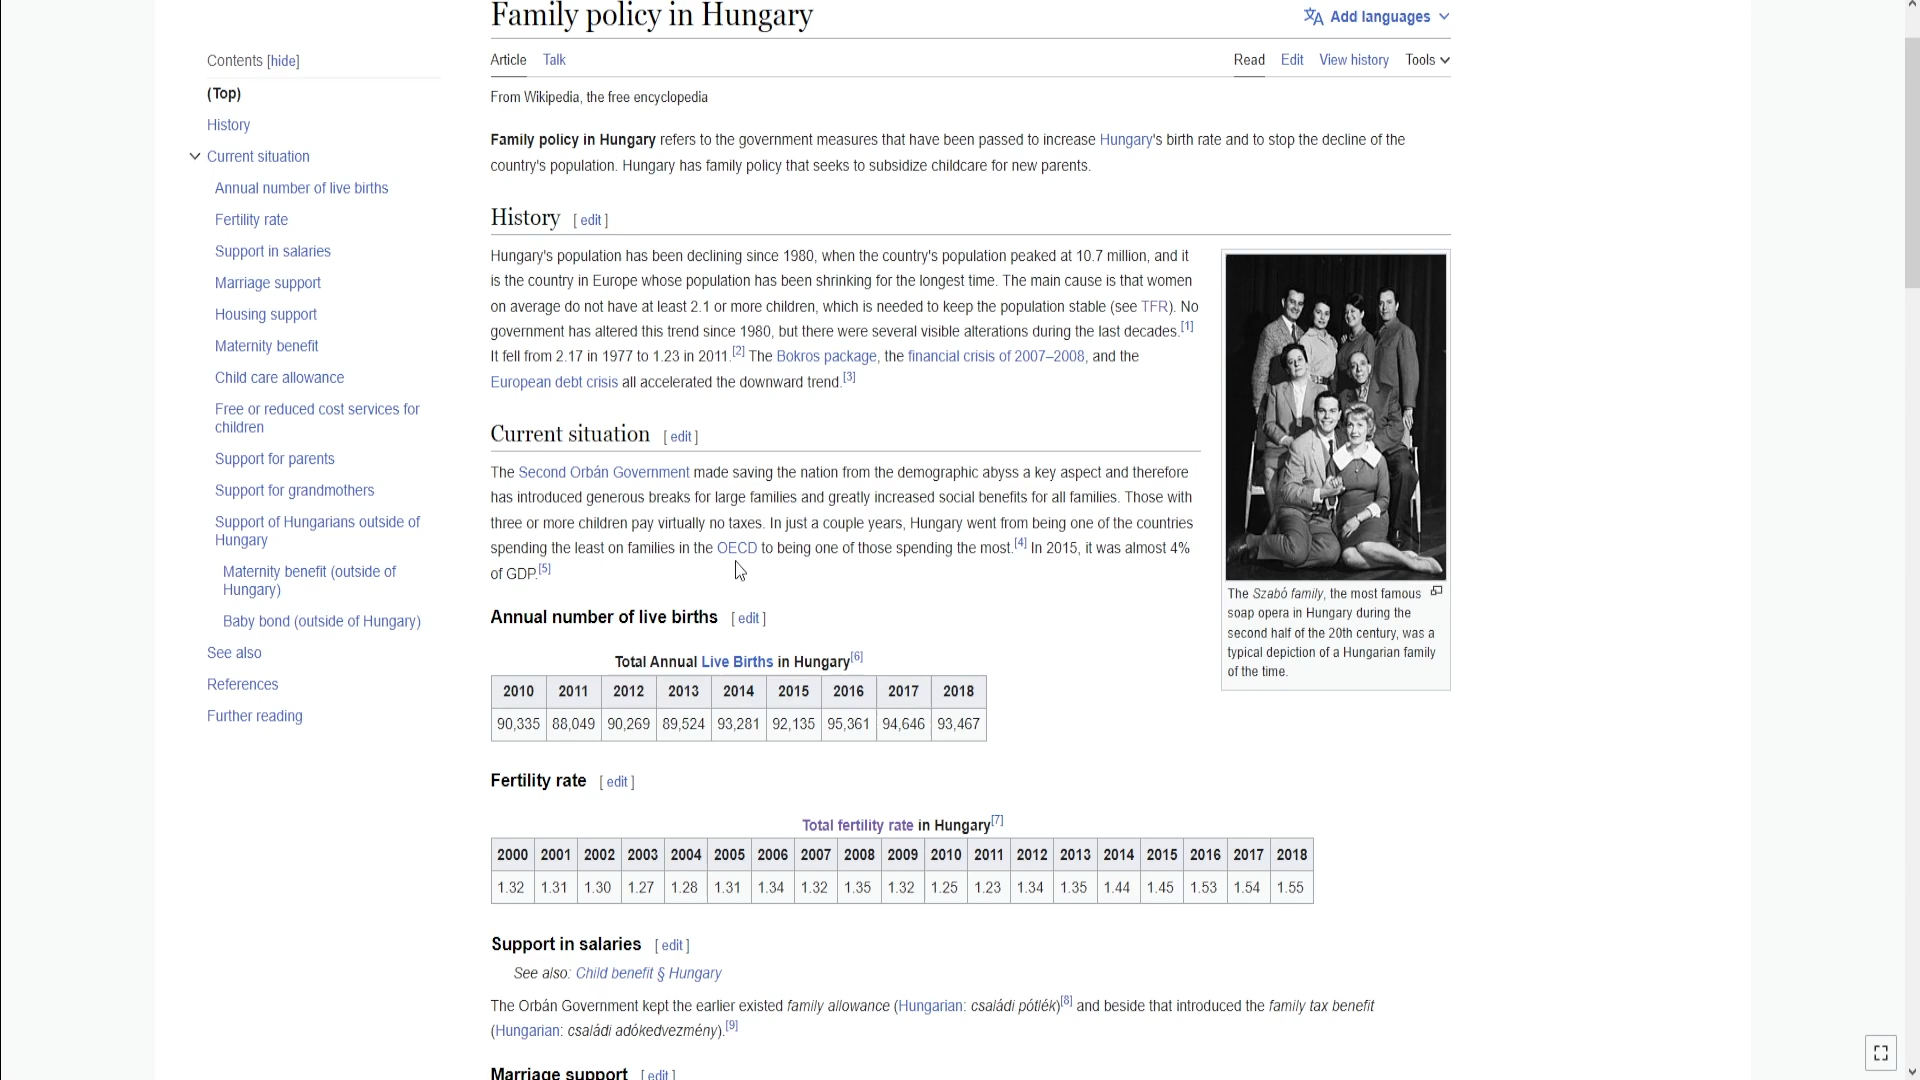 Family policy in Hungary
Add languages
Article Talk
Read Edit View history Tools
From Wikipedia, the free encyclopedia
Contents [hide]
(Top)
History
Current situation
Annual number of live births
Fertility rate
Support in salaries
Marriage support
Housing support
Maternity benefit
Child care allowance
Free or reduced cost services for
children
Support for parents
Support for grandmothers
Support of Hungarians outside of
Hungary
Maternity benefit (outside of
Hungary)
Baby bond (outside of Hungary)
See also
References
Further reading
Family policy in Hungary refers to the government measures that have been passed to increase Hungary's birth rate and to stop the decline of the
country's population. Hungary has family policy that seeks to subsidize childcare for new parents.
History [ edit ]
Hungary's population has been declining since 1980, when the country's population peaked at 10.7 million, and it
is the country in Europe whose population has been shrinking for the longest time. The main cause is that women
on average do not have at least 2.1 or more children, which is needed to keep the population stable (see TFR). No
government has altered this trend since 1980, but there were several visible alterations during the last decades.[1]
It fell from 2.17 in 1977 to 1.23 in 2011.[2] The Bokros package, the financial crisis of 2007–2008, and the
European debt crisis all accelerated the downward trend.[3]
The Szabó family, the most famous
soap opera in Hungary during the
second half of the 20th century, was a
typical depiction of a Hungarian family
of the time.
Current situation [ edit ]
The Second Orbán Government made saving the nation from the demographic abyss a key aspect and therefore
has introduced generous breaks for large families and greatly increased social benefits for all families. Those with
three or more children pay virtually no taxes. In just a couple years, Hungary went from being one of the countries
spending the least on families in the OECD to being one of those spending the most.[4] In 2015, it was almost 4%
of GDP.[5]
Annual number of live births [ edit ]
Total Annual Live Births in Hungary[6]
2010 2011 2012 2013 2014 2015 2016 2017 2018
90,335 88,049 90,269 89,524 93,281 92,135 95,361 94,646 93,467
Fertility rate [ edit ]
Total fertility rate in Hungary[7]
2000 2001 2002 2003 2004 2005 2006 2007 2008 2009 2010 2011 2012 2013 2014 2015 2016 2017 2018
1.32 1.31 1.30 1.27 1.28 1.31 1.34 1.32 1.35 1.32 1.25 1.23 1.34 1.35 1.44 1.45 1.53 1.54 1.55
Support in salaries [ edit ]
See also: Child benefit § Hungary
The Orbán Government kept the earlier existed family allowance (Hungarian: családi pótlék)[8] and beside that introduced the family tax benefit
(Hungarian: családi adókedvezmény).[9]
Marriage support [ edit ]